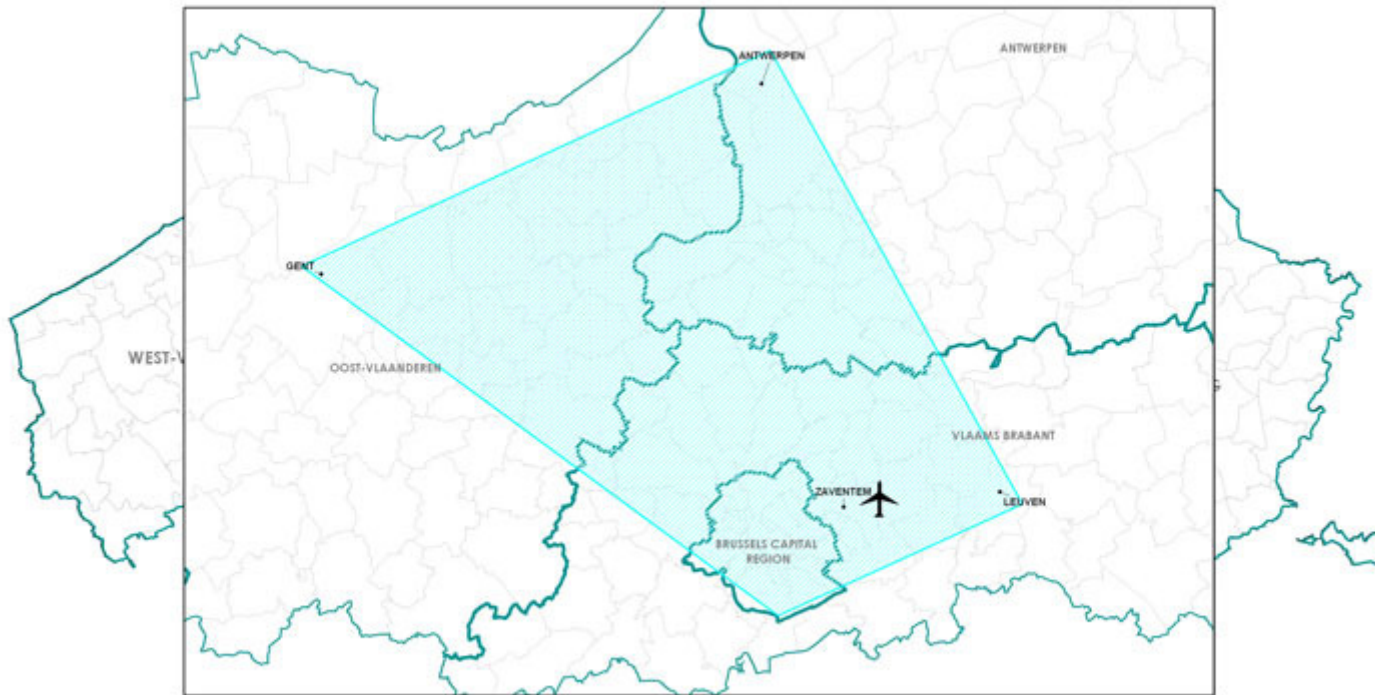 ANTWERPEN
ANTWERPEN
GENT
WEST-V
OOST-VLAANDEREN
G
VLAAMS BRABANT
ZAVENTEM
LEUVEN
BRUSSELS CAPITAL
REGION